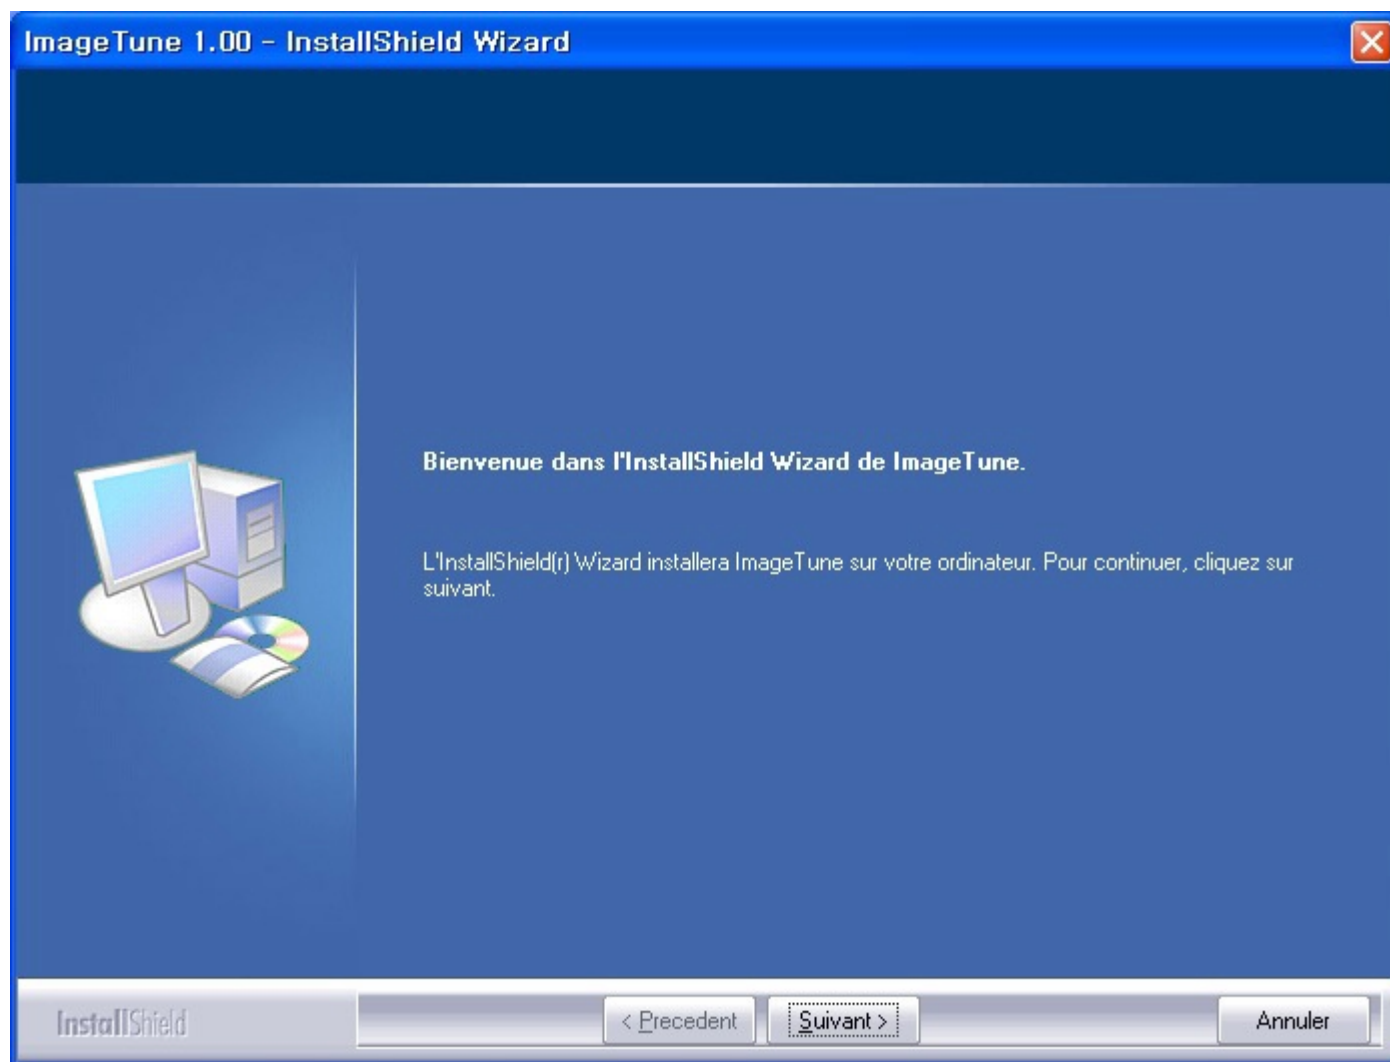 ImageTune 1.00 - InstallShield Wizard
Bienvenue dans l'InstallShield Wizard de ImageTune.
L'InstallShield(r) Wizard installera ImageTune sur votre ordinateur. Pour continuer, cliquez sur
suivant.
InstallShield
< Precedent
Suivant >
Annuler